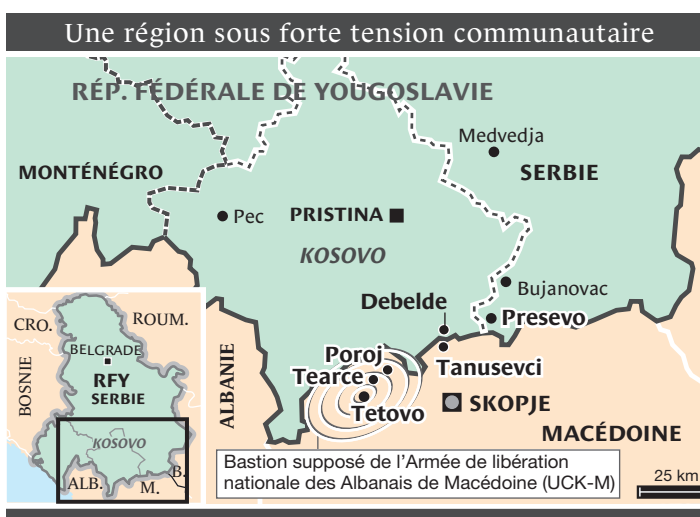 Une région sous forte tension communautaire
RÉP. FÉDÉRALE DE YOUGOSLAVIE
Medvedja
MONTÉNÉGRO
SERBIE
Pec
PRISTINA
KOSOVO
Bujanovac
Debelde
Presevo
CRO.
ROUM.
BELGRADE
RFY
SERBIE
BOSNIE
KOSOVO
ALB.
M.
B.
ALBANIE
Poroj
Tearce
Tanusevci
Tetovo
SKOPJE
MACÉDOINE
Bastion supposé de l'Armée de libération
nationale des Albanais de Macédoine (UCK-M)
25 km